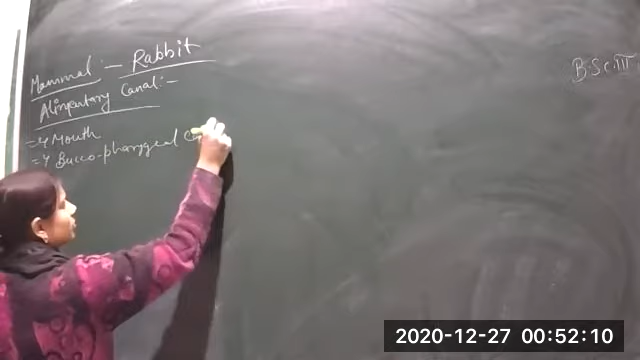 Mammal:- Rabbit
B.Sc. III
Alimentary Canal:-
=> Mouth
=> Bucco-pharyngeal
2020-12-27 00:52:10